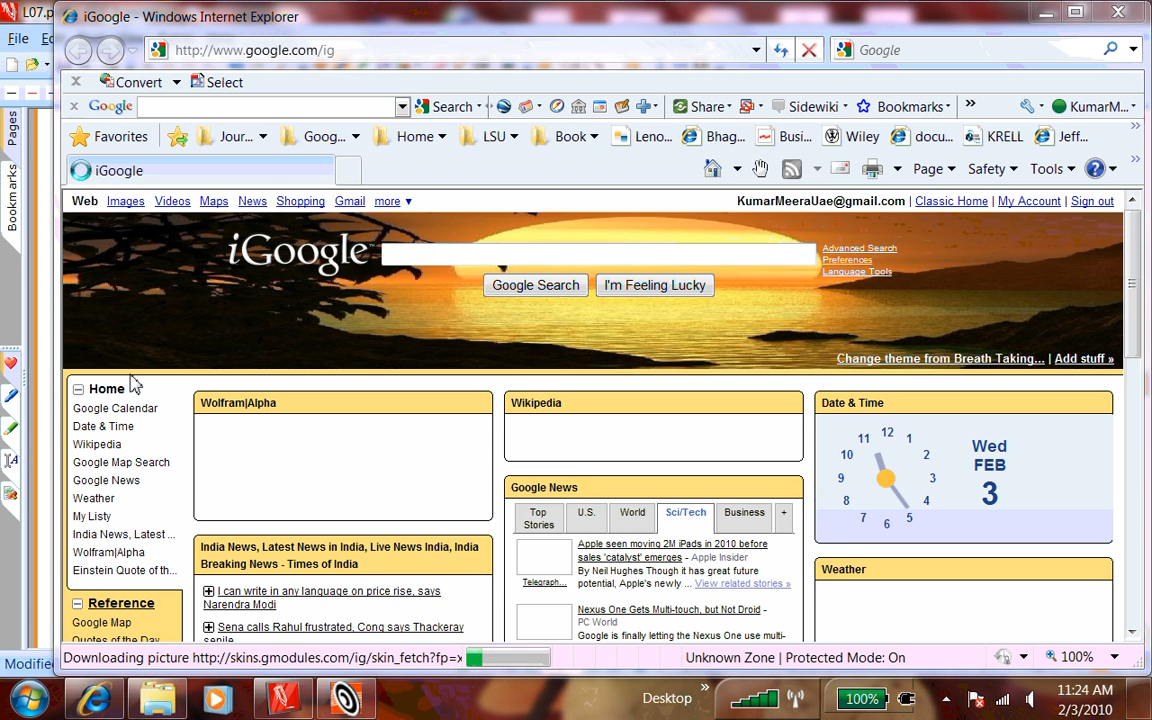 L07.p
iGoogle - Windows Internet Explorer
File
http://www.google.com/ig
Google
Convert
Select
Google
Search
Share
Sidewiki
Bookmarks
»
KumarM...
Favorites
Jour...
Goog...
Home
LSU
Book
Leno...
Bhag...
Busi...
Wiley
docu...
KRELL
Jeff...
»
iGoogle
Page
Safety
Tools
»
Pages
Bookmarks
Web
Images
Videos
Maps
News
Shopping
Gmail
more ▼
KumarMeeraUae@gmail.com | Classic Home | My Account | Sign out
iGoogle™
Advanced Search
Preferences
Language Tools
Google Search
I'm Feeling Lucky
Change theme from Breath Taking... | Add stuff »
Home
Google Calendar
Date & Time
Wikipedia
Google Map Search
Google News
Weather
My Listy
India News, Latest ...
Wolfram|Alpha
Einstein Quote of th...
Reference
Google Map
Quotes of the Day
Wolfram|Alpha
India News, Latest News in India, Live News India, India
Breaking News - Times of India
I can write in any language on price rise, says
Narendra Modi
Sena calls Rahul frustrated, Cong says Thackeray
senile
Wikipedia
Google News
Top
Stories
U.S.
World
Sci/Tech
Business
+
Apple seen moving 2M iPads in 2010 before
sales 'catalyst' emerges - Apple Insider
By Neil Hughes Though it has great future
potential, Apple's newly ... View related stories »
Telegraph...
Nexus One Gets Multi-touch, but Not Droid -
PC World
Google is finally letting the Nexus One use multi-
Date & Time
12
1
2
3
4
5
6
7
8
9
10
11
Wed
FEB
3
Weather
Modified
Downloading picture http://skins.gmodules.com/ig/skin_fetch?fp=x
Unknown Zone | Protected Mode: On
100%
Desktop
»
100%
11:24 AM
2/3/2010